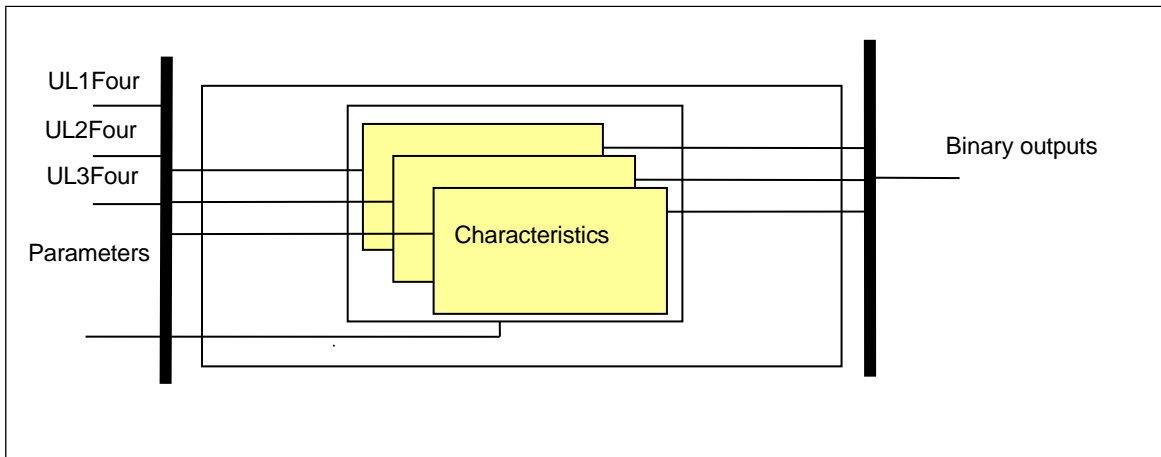 UL1Four
UL2Four
UL3Four
Parameters
Characteristics
Binary outputs